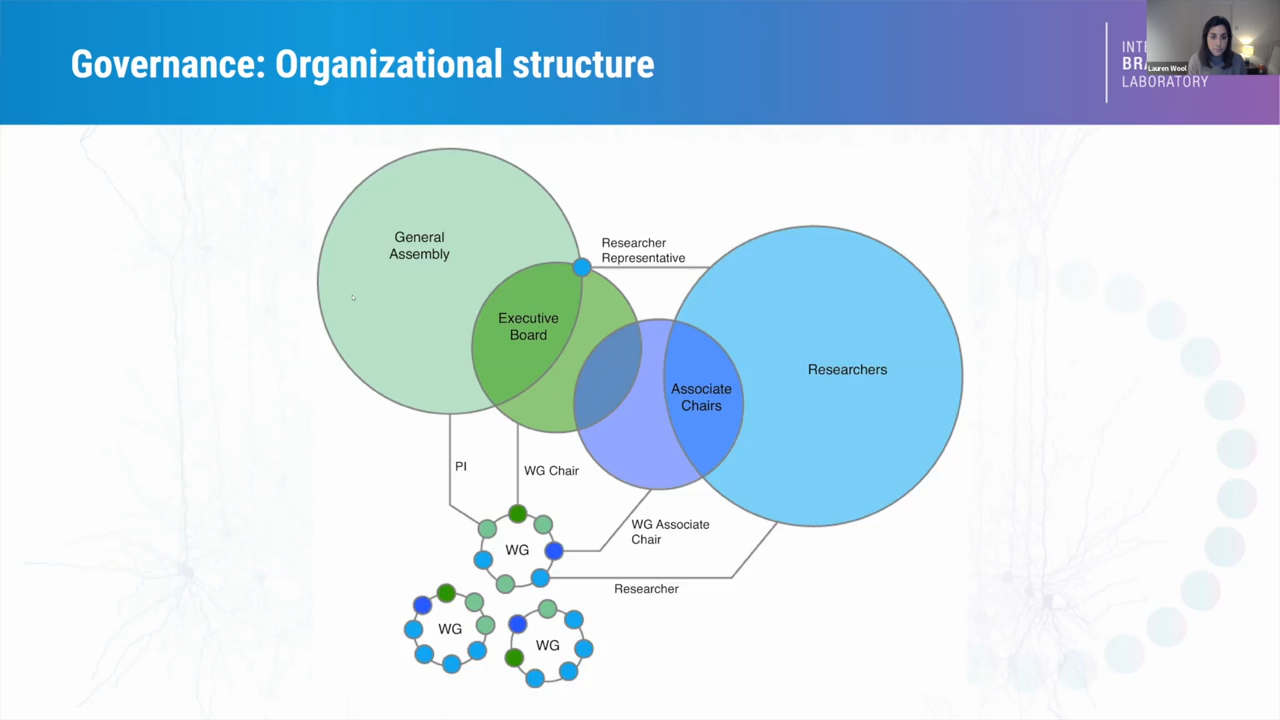 Governance: Organizational structure
INTE
BRA
LABORATORY
Lauren Wool
General
Assembly
Researcher
Representative
Executive
Board
Researchers
Associate
Chairs
PI
WG Chair
WG Associate
Chair
WG
Researcher
WG
WG